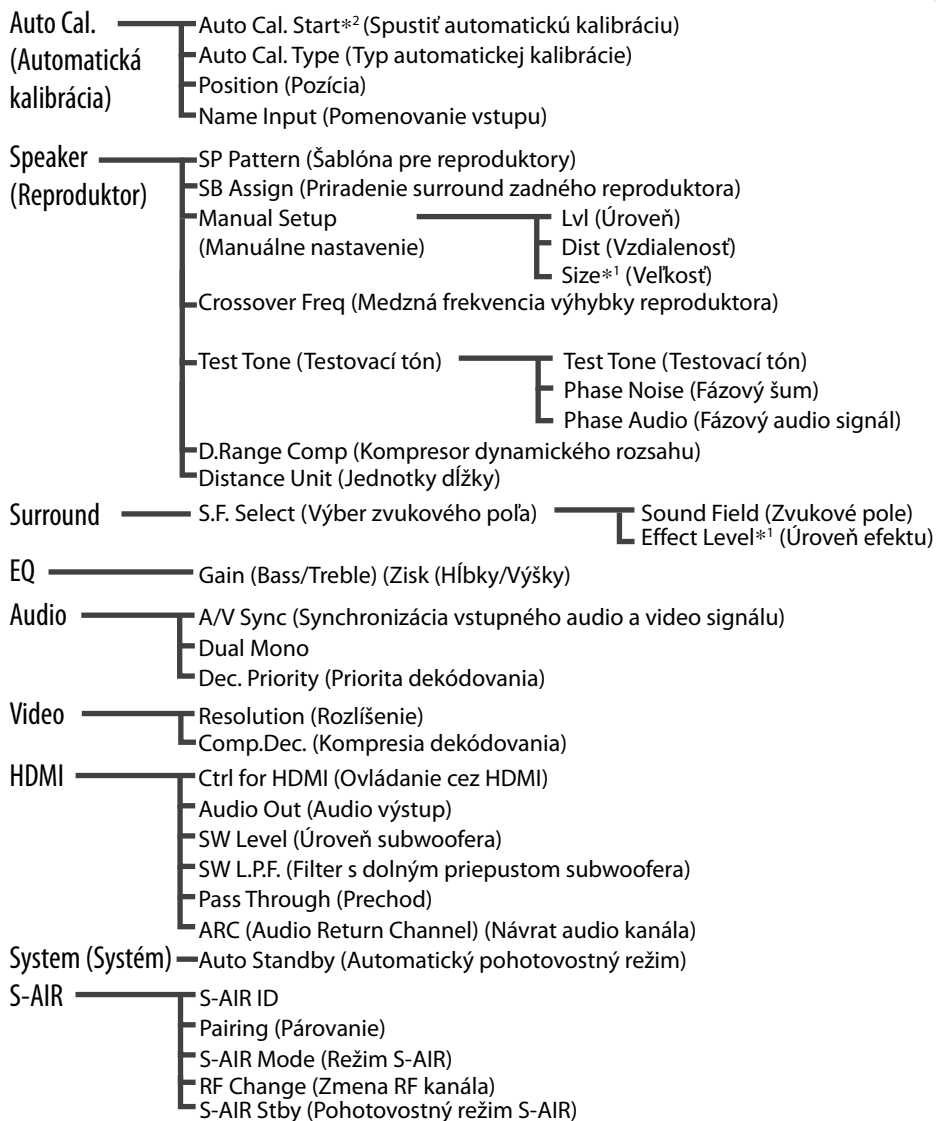 Auto Cal. (Automatická kalibrácia)
Auto Cal. Start*2 (Spustiť automatickú kalibráciu)
Auto Cal. Type (Typ automatickej kalibrácie)
Position (Pozícia)
Name Input (Pomenovanie vstupu)
Speaker (Reproduktor)
SP Pattern (Šablóna pre reproduktory)
SB Assign (Priradenie surround zadného reproduktora)
Manual Setup (Manuálne nastavenie)
Lvl (Úroveň)
Dist (Vzdialenosť)
Size*1 (Veľkosť)
Crossover Freq (Medzná frekvencia výhybky reproduktora)
Test Tone (Testovací tón)
Test Tone (Testovací tón)
Phase Noise (Fázový šum)
Phase Audio (Fázový audio signál)
D.Range Comp (Kompresor dynamického rozsahu)
Distance Unit (Jednotky dĺžky)
Surround
S.F. Select (Výber zvukového poľa)
Sound Field (Zvukové pole)
Effect Level*1 (Úroveň efektu)
EQ
Gain (Bass/Treble) (Zisk (Hĺbky/Výšky)
Audio
A/V Sync (Synchronizácia vstupného audio a video signálu)
Dual Mono
Dec. Priority (Priorita dekódovania)
Video
Resolution (Rozlíšenie)
Comp.Dec. (Kompresia dekódovania)
HDMI
Ctrl for HDMI (Ovládanie cez HDMI)
Audio Out (Audio výstup)
SW Level (Úroveň subwoofera)
SW L.P.F. (Filter s dolným priepustom subwoofera)
Pass Through (Prechod)
ARC (Audio Return Channel) (Návrat audio kanála)
System (Systém)
Auto Standby (Automatický pohotovostný režim)
S-AIR
S-AIR ID
Pairing (Párovanie)
S-AIR Mode (Režim S-AIR)
RF Change (Zmena RF kanála)
S-AIR Stby (Pohotovostný režim S-AIR)